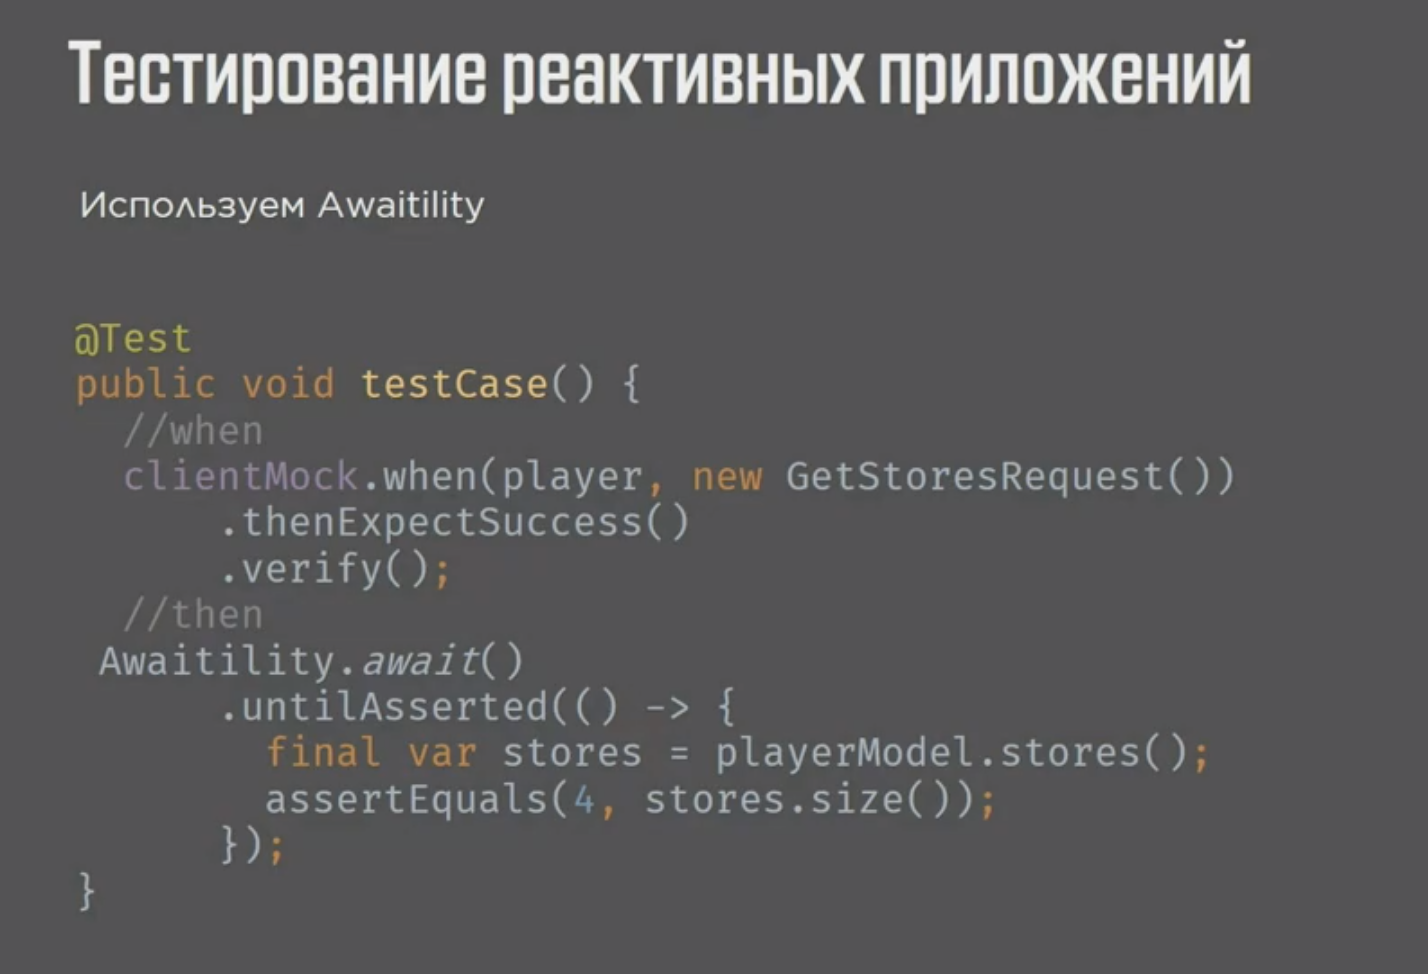 Тестирование реактивных приложений
Используем Awaitility
@Test
public void testCase() {
  //when
  clientMock.when(player, new GetStoresRequest())
      .thenExpectSuccess()
      .verify();
  //then
 Awaitility.await()
      .untilAsserted(() -> {
        final var stores = playerModel.stores();
        assertEquals(4, stores.size());
      });
}